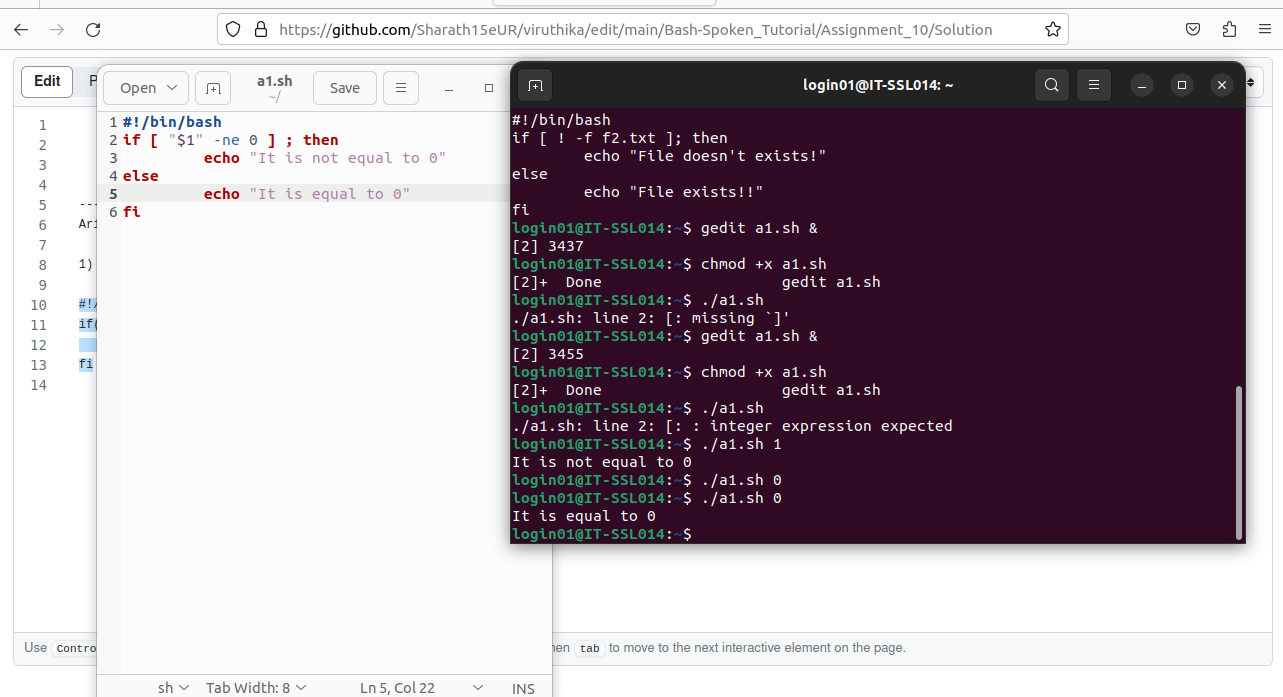 https://github.com/Sharath15eUR/viruthika/edit/main/Bash-Spoken_Tutorial/Assignment_10/Solution
Edit
P
1
2
3
4
5 --
6 Ari
7
8 1)
9
10 #!/
11 if(
12
13 fi
14
Use Contro
hen tab to move to the next interactive element on the page.
Open
a1.sh
~/
Save
1 #!/bin/bash
2 if [ "$1" -ne 0 ] ; then
3 echo "It is not equal to 0"
4 else
5 echo "It is equal to 0"
6 fi
sh Tab Width: 8 Ln 5, Col 22 INS
login01@IT-SSL014: ~
#!/bin/bash
if [ ! -f f2.txt ]; then
echo "File doesn't exists!"
else
echo "File exists!!"
fi
login01@IT-SSL014:~$ gedit a1.sh &
[2] 3437
login01@IT-SSL014:~$ chmod +x a1.sh
[2]+  Done                    gedit a1.sh
login01@IT-SSL014:~$ ./a1.sh
./a1.sh: line 2: [: missing `]'
login01@IT-SSL014:~$ gedit a1.sh &
[2] 3455
login01@IT-SSL014:~$ chmod +x a1.sh
[2]+  Done                    gedit a1.sh
login01@IT-SSL014:~$ ./a1.sh
./a1.sh: line 2: [: : integer expression expected
login01@IT-SSL014:~$ ./a1.sh 1
It is not equal to 0
login01@IT-SSL014:~$ ./a1.sh 0
login01@IT-SSL014:~$ ./a1.sh 0
It is equal to 0
login01@IT-SSL014:~$